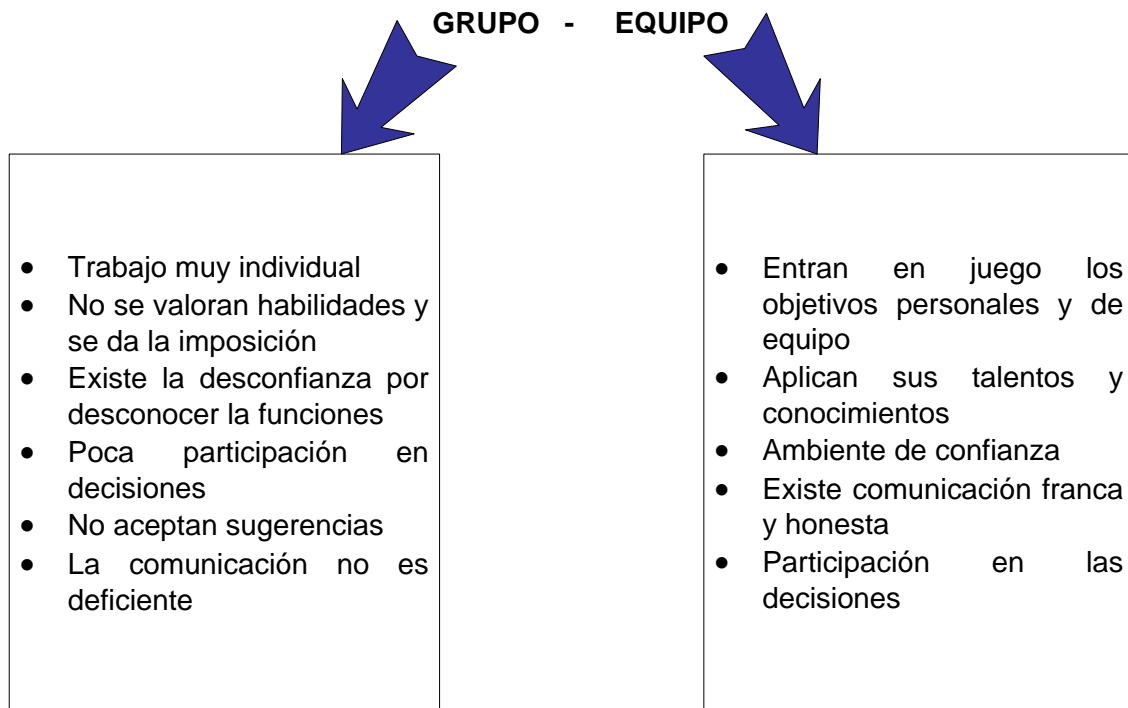 GRUPO - EQUIPO
• Trabajo muy individual
• No se valoran habilidades y
se da la imposición
• Existe la desconfianza por
desconocer la funciones
• Poca participación en
decisiones
• No aceptan sugerencias
• La comunicación no es
deficiente
• Entran en juego los
objetivos personales y de
equipo
• Aplican sus talentos y
conocimientos
• Ambiente de confianza
• Existe comunicación franca
y honesta
• Participación en las
decisiones